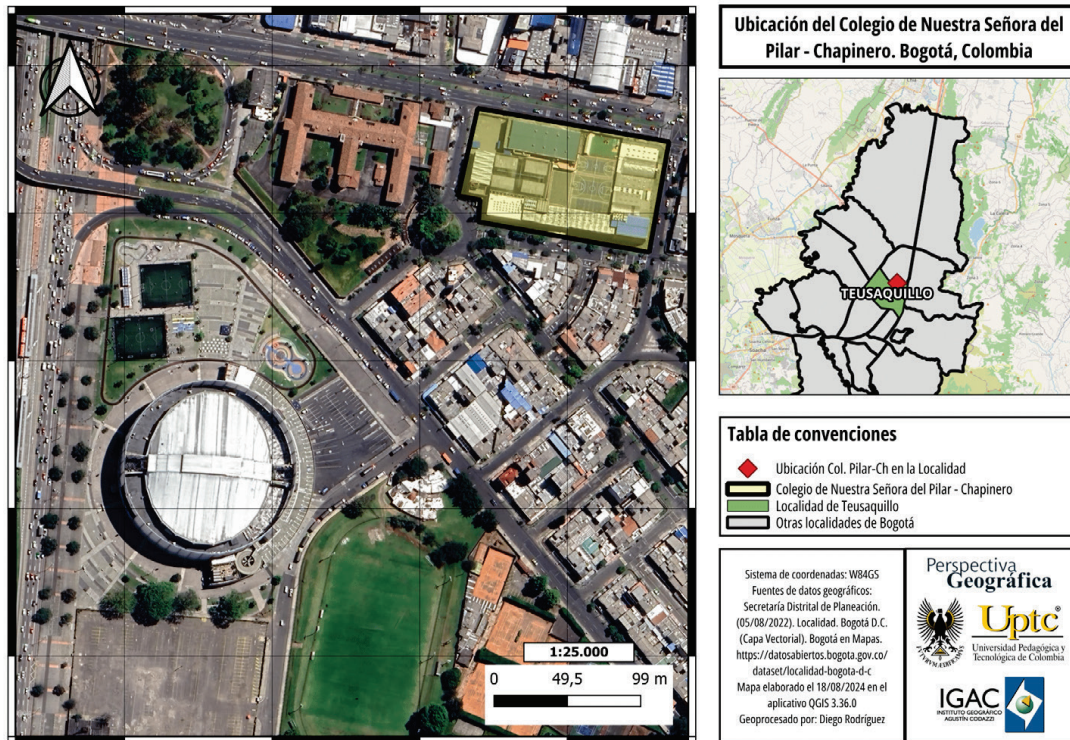 Ubicación del Colegio de Nuestra Señora del
Pilar - Chapinero. Bogotá, Colombia
TEUSAQUILLO
Tabla de convenciones
Ubicación Col. Pilar-Ch en la Localidad
Colegio de Nuestra Señora del Pilar - Chapinero
Localidad de Teusaquillo
Otras localidades de Bogotá
1:25.000
0 49,5 99 m
Sistema de coordenadas: W84GS
Fuentes de datos geográficos:
Secretaría Distrital de Planeación.
(05/08/2022). Localidad. Bogotá D.C.
(Capa Vectorial). Bogotá en Mapas.
https://datosabiertos.bogota.gov.co/
dataset/localidad-bogota-d-c
Mapa elaborado el 18/08/2024 en el
aplicativo QGIS 3.36.0
Geoprocesado por: Diego Rodríguez
Perspectiva
Geográfica
Uptc®
Universidad Pedagógica y
Tecnológica de Colombia
IGAC
INSTITUTO GEOGRÁFICO
AGUSTÍN CODAZZI